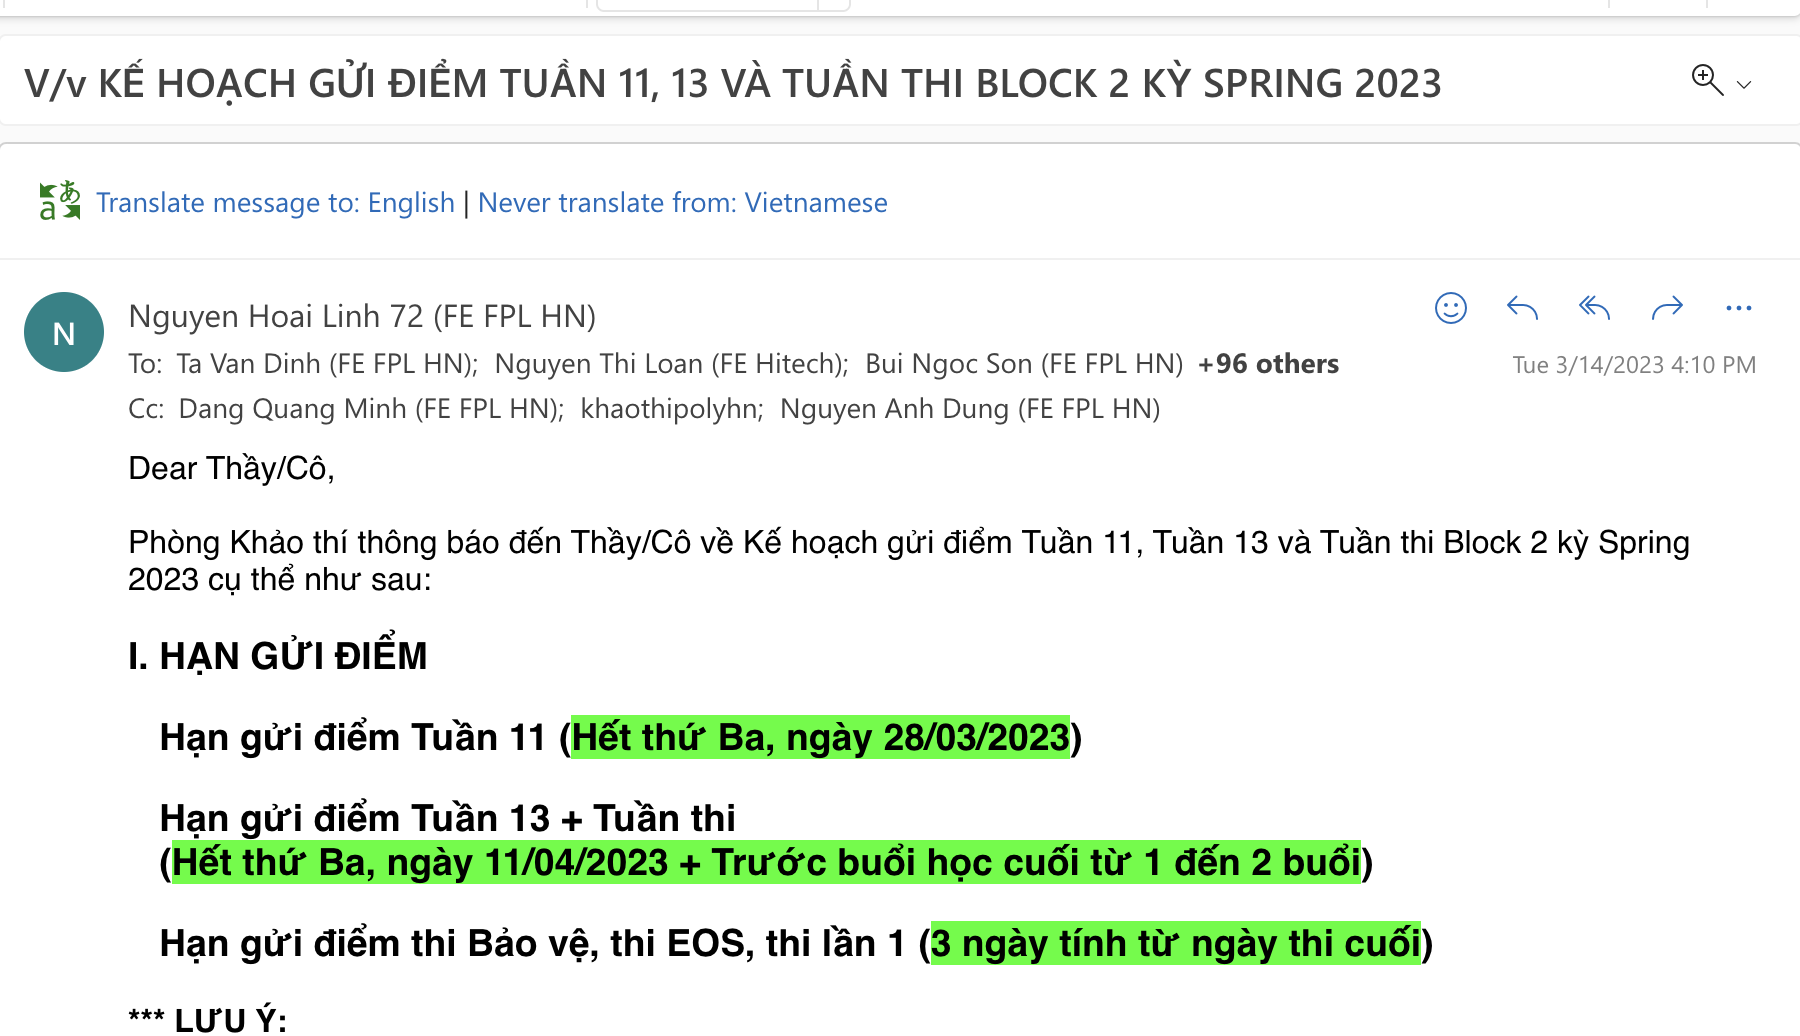 V/v KẾ HOẠCH GỬI ĐIỂM TUẦN 11, 13 VÀ TUẦN THI BLOCK 2 KỲ SPRING 2023
Translate message to: English | Never translate from: Vietnamese
N
Nguyen Hoai Linh 72 (FE FPL HN)
To: Ta Van Dinh (FE FPL HN); Nguyen Thi Loan (FE Hitech); Bui Ngoc Son (FE FPL HN) +96 others
Tue 3/14/2023 4:10 PM
Cc: Dang Quang Minh (FE FPL HN); khaothipolyhn; Nguyen Anh Dung (FE FPL HN)
Dear Thầy/Cô,
Phòng Khảo thí thông báo đến Thầy/Cô về Kế hoạch gửi điểm Tuần 11, Tuần 13 và Tuần thi Block 2 kỳ Spring
2023 cụ thể như sau:
I. HẠN GỬI ĐIỂM
Hạn gửi điểm Tuần 11 (Hết thứ Ba, ngày 28/03/2023)
Hạn gửi điểm Tuần 13 + Tuần thi
(Hết thứ Ba, ngày 11/04/2023 + Trước buổi học cuối từ 1 đến 2 buổi)
Hạn gửi điểm thi Bảo vệ, thi EOS, thi lần 1 (3 ngày tính từ ngày thi cuối)
*** LƯU Ý: